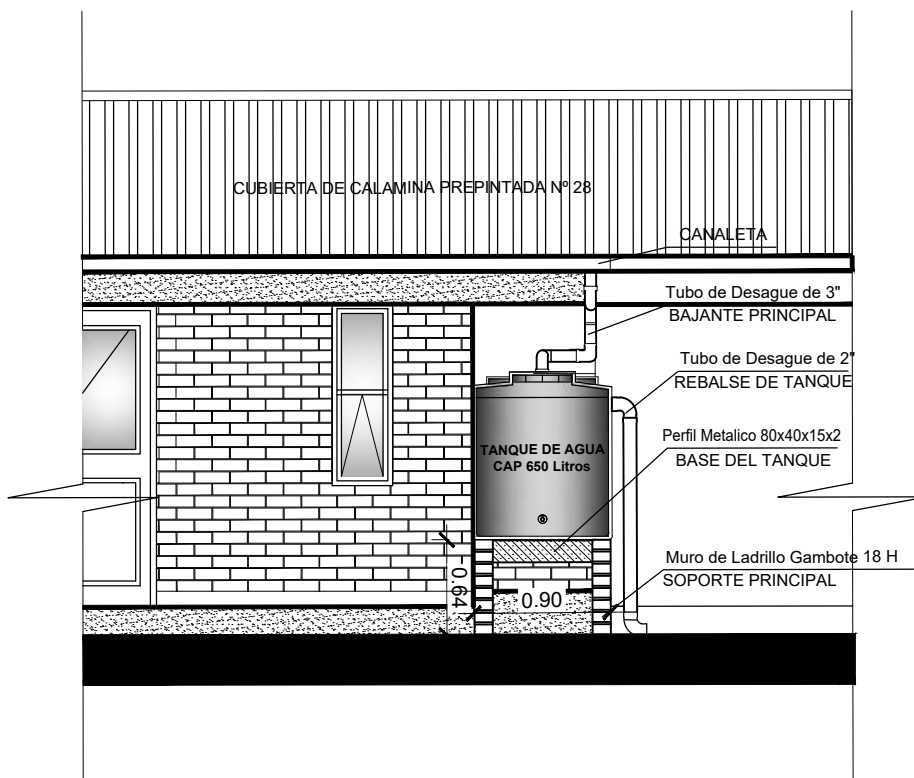 CUBIERTA DE CALAMINA PREPINTADA Nº 28
CANALETA
Tubo de Desague de 3"
BAJANTE PRINCIPAL
Tubo de Desague de 2"
REBALSE DE TANQUE
Perfil Metalico 80x40x15x2
BASE DEL TANQUE
TANQUE DE AGUA
CAP 650 Litros
Muro de Ladrillo Gambote 18 H
SOPORTE PRINCIPAL
0.64
0.90